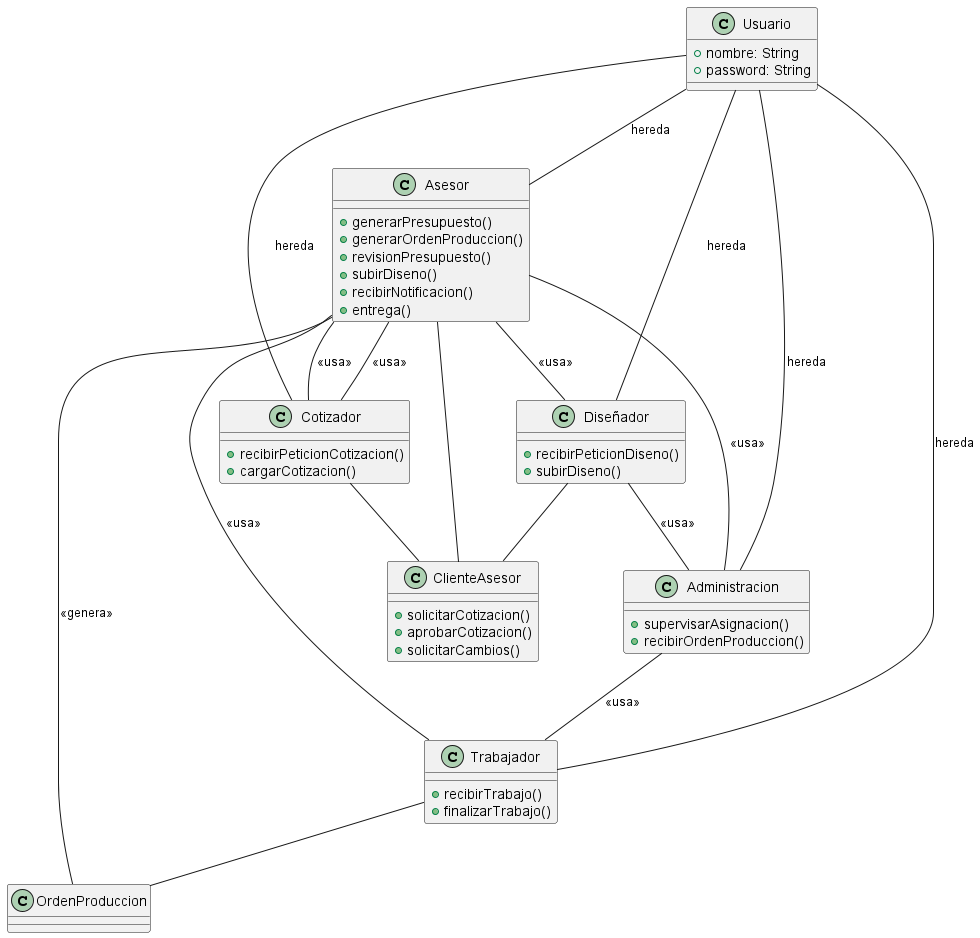 C Usuario
nombre: String
password: String
hereda
C Asesor
generarPresupuesto()
generarOrdenProduccion()
revisionPresupuesto()
subirDiseno()
recibirNotificacion()
entrega()
hereda
hereda
«usa»
«usa»
«usa»
hereda
C Cotizador
recibirPeticionCotizacion()
cargarCotizacion()
C Diseñador
recibirPeticionDiseno()
subirDiseno()
«usa»
hereda
«usa»
«usa»
C ClienteAsesor
solicitarCotizacion()
aprobarCotizacion()
solicitarCambios()
C Administracion
supervisarAsignacion()
recibirOrdenProduccion()
«genera»
«usa»
C Trabajador
recibirTrabajo()
finalizarTrabajo()
C OrdenProduccion